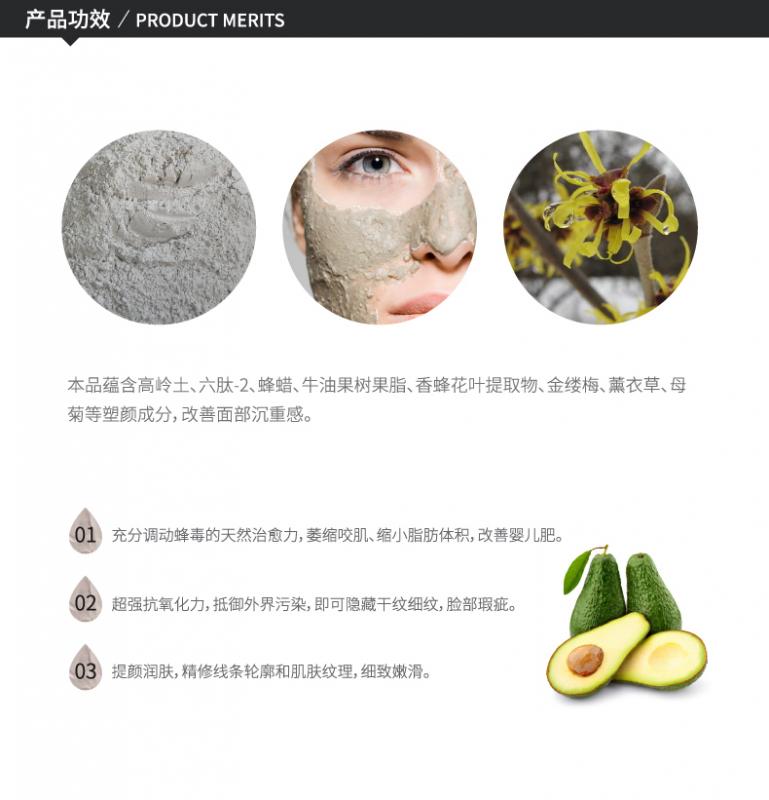 产品功效 / PRODUCT MERITS
本品蕴含高岭土、六肽-2、蜂蜡、牛油果树果脂、香蜂花叶提取物、金缕梅、薰衣草、母
菊等塑颜成分，改善面部沉重感。
01 充分调动蜂毒的天然治愈力，萎缩咬肌、缩小脂肪体积，改善婴儿肥。
02 超强抗氧化力，抵御外界污染，即可隐藏干纹细纹，脸部瑕疵。
03 提颜润肤，精修线条轮廓和肌肤纹理，细致嫩滑。